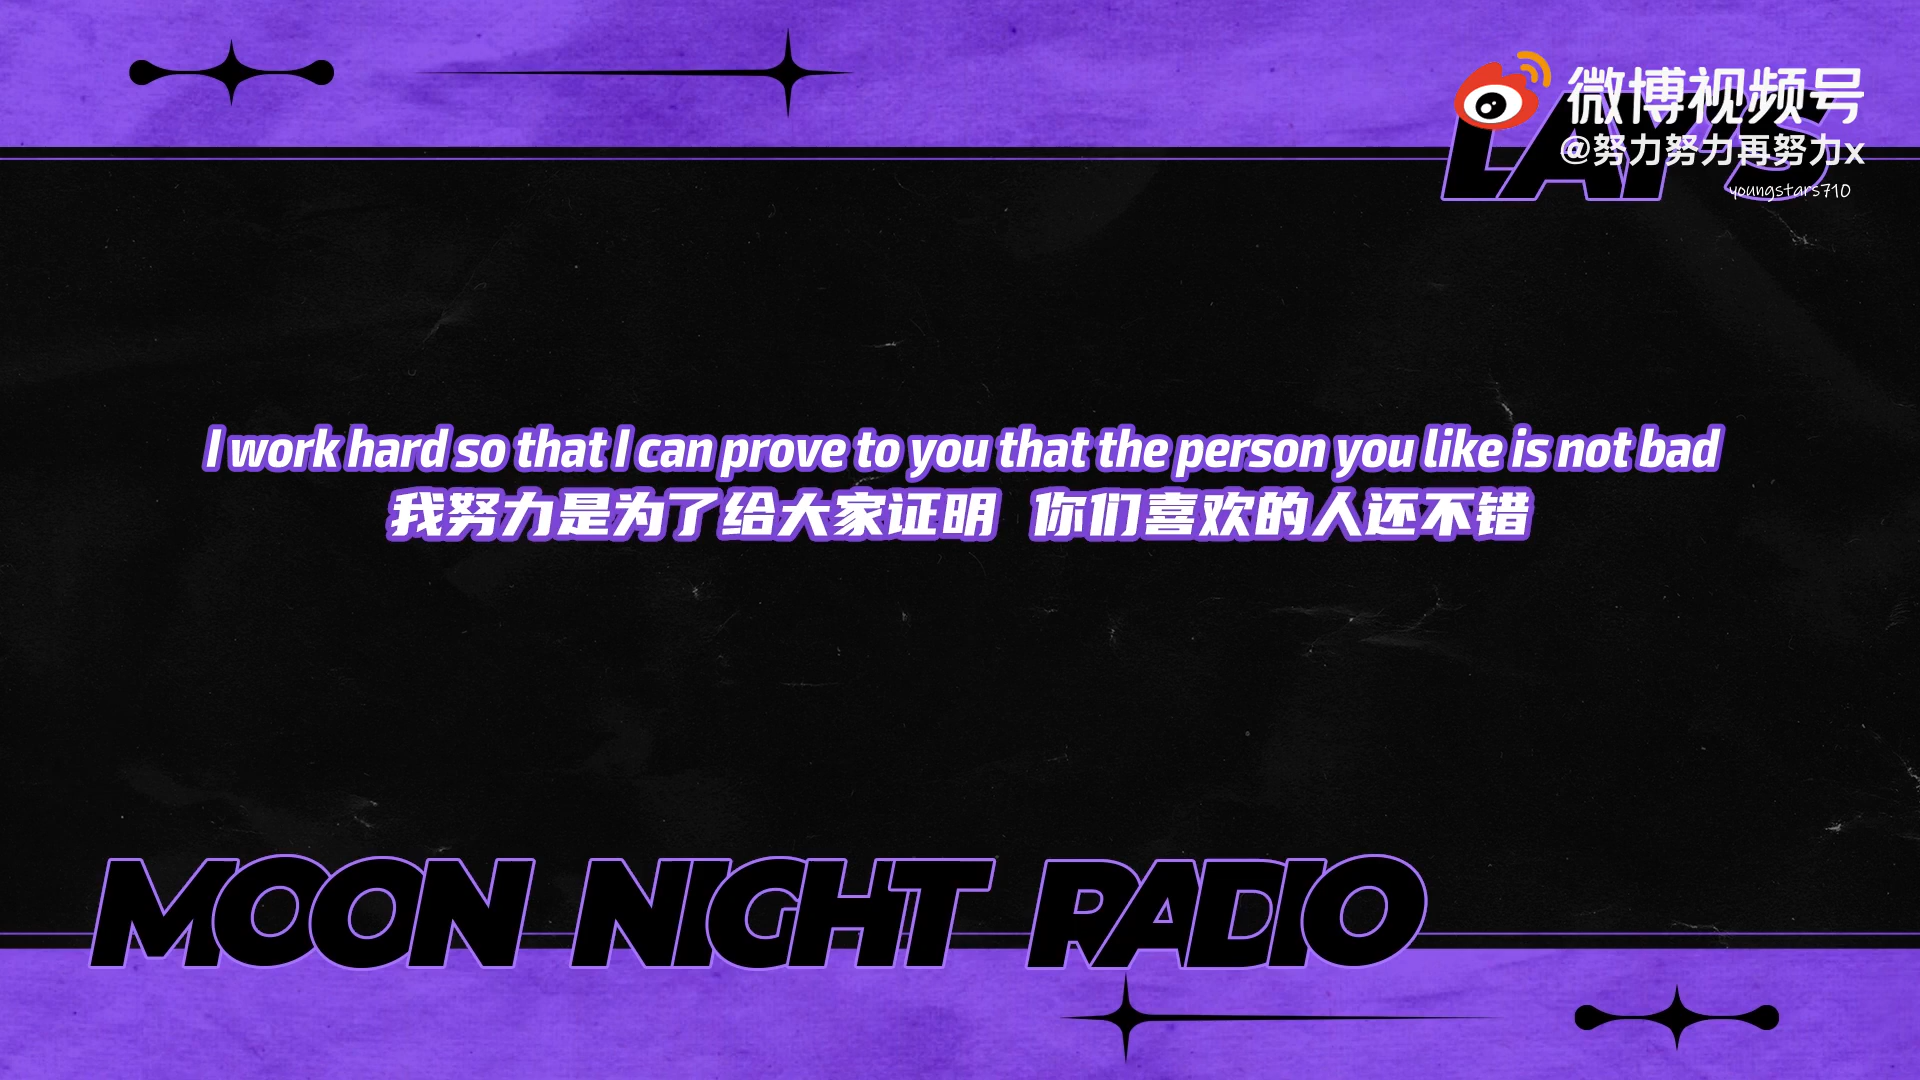 微博视频号
LAY'S
@努力努力再努力x
youngstars710
I work hard so that I can prove to you that the person you like is not bad
我努力是为了给大家证明 你们喜欢的人还不错
MOON NIGHT RADIO